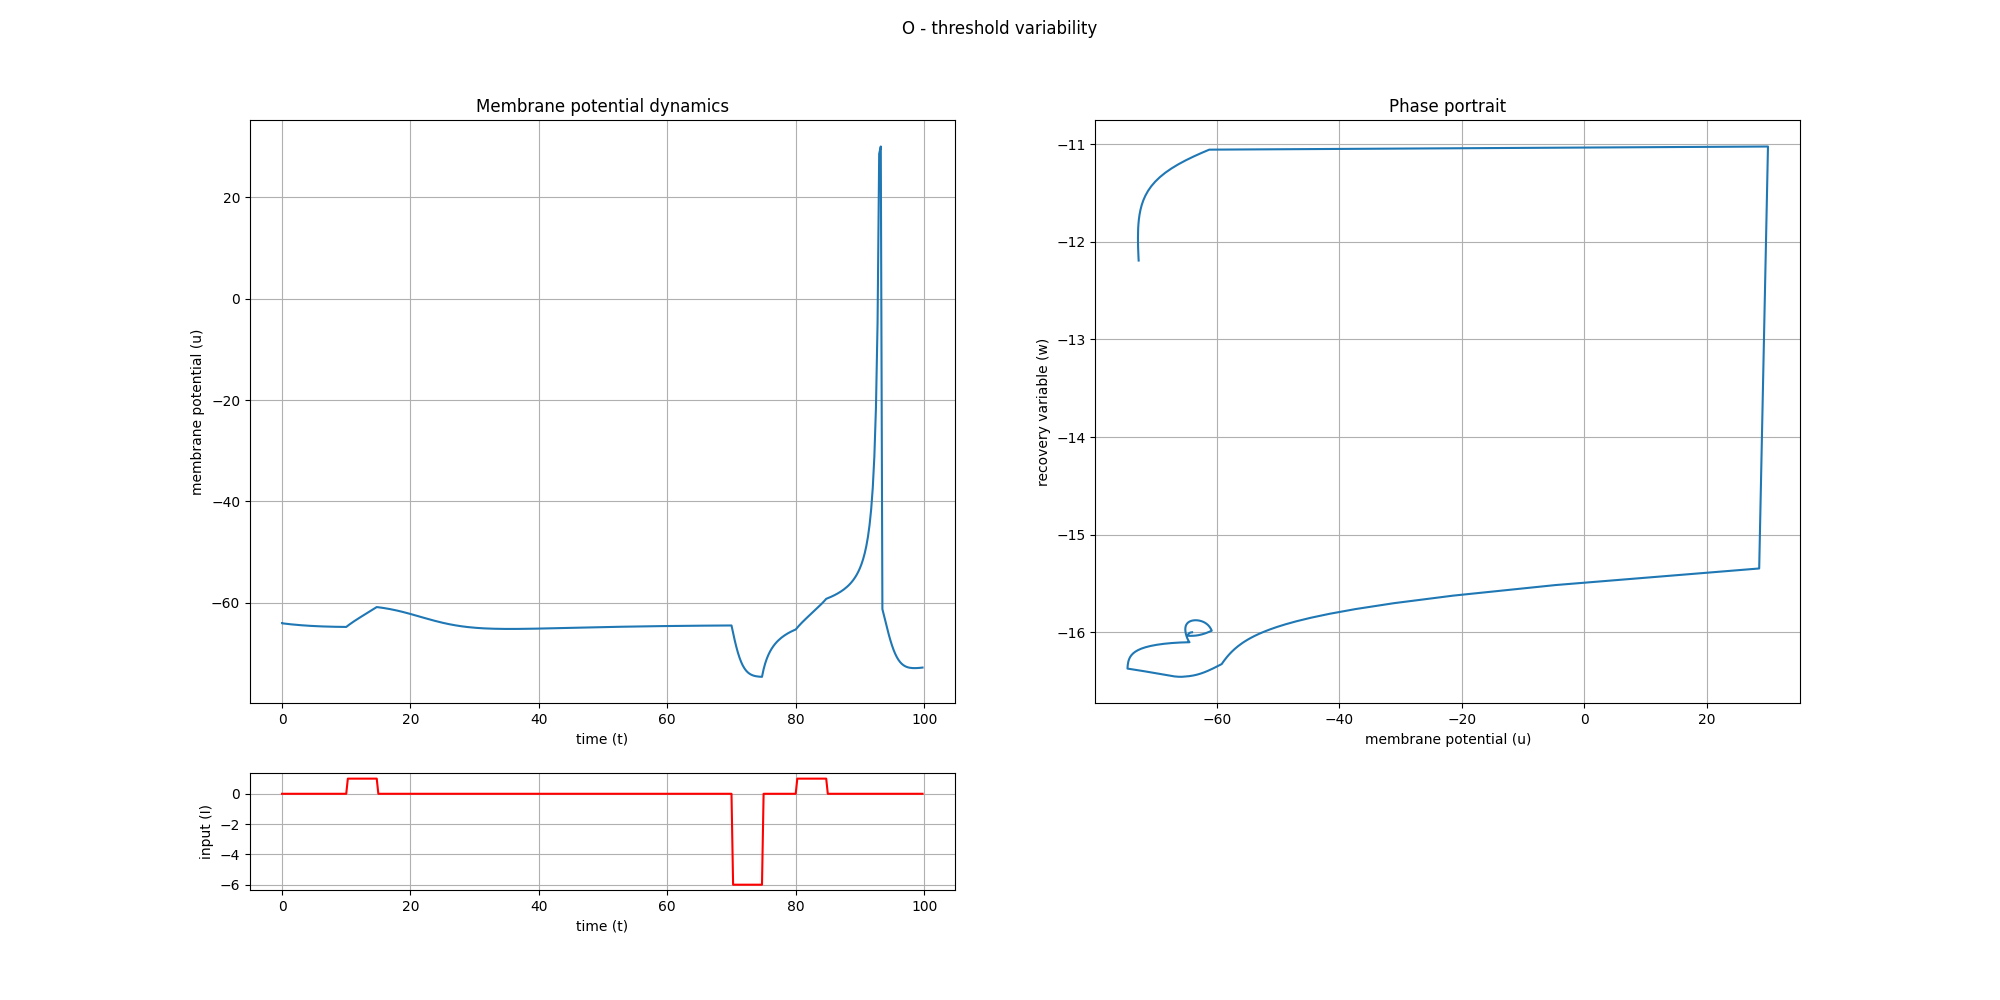 O - threshold variability
Membrane potential dynamics
membrane potential (u)
20
0
−20
−40
−60
0 20 40 60 80 100
time (t)
input (I)
0
−2
−4
−6
0 20 40 60 80 100
time (t)
Phase portrait
recovery variable (w)
−11
−12
−13
−14
−15
−16
−60 −40 −20 0 20
membrane potential (u)